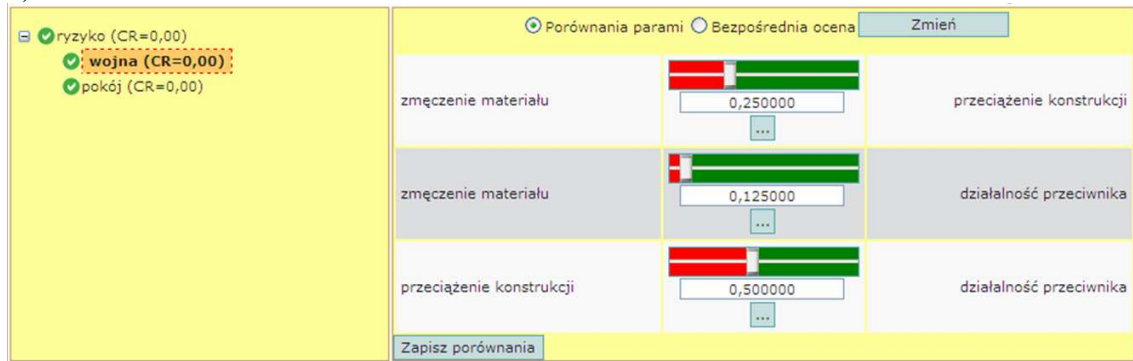 ryzyko (CR=0,00)
wojna (CR=0,00)
pokój (CR=0,00)
Porównania parami Bezpośrednia ocena Zmień
zmęczenie materiału 0,250000 przeciążenie konstrukcji
...
zmęczenie materiału 0,125000 działalność przeciwnika
...
przeciążenie konstrukcji 0,500000 działalność przeciwnika
...
Zapisz porównania